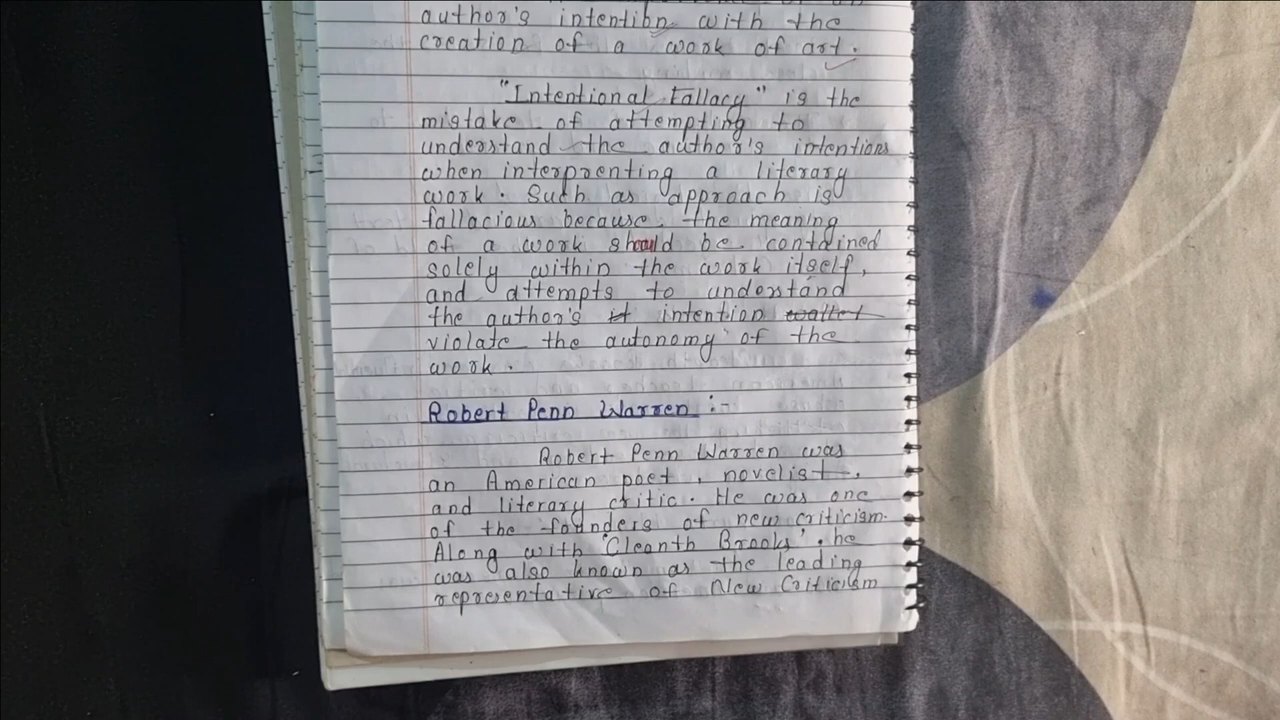 author's intention with the
creation of a work of art.
"Intentional Fallacy" is the
mistake of attempting to
understand the author's intentions
when interprenting a literary
work. Such as approach is
fallacious because the meaning
of a work should be contained
solely within the work itself,
and attempts to understand
the author's it intention
violate the autonomy of the
work.
Robert Penn Warren :-
Robert Penn Warren was
an American poet, novelist,
and literary critic. He was one
of the founders of new criticism.
Along with 'Cleanth Brooks', he
was also known as the leading
representative of New Criticism